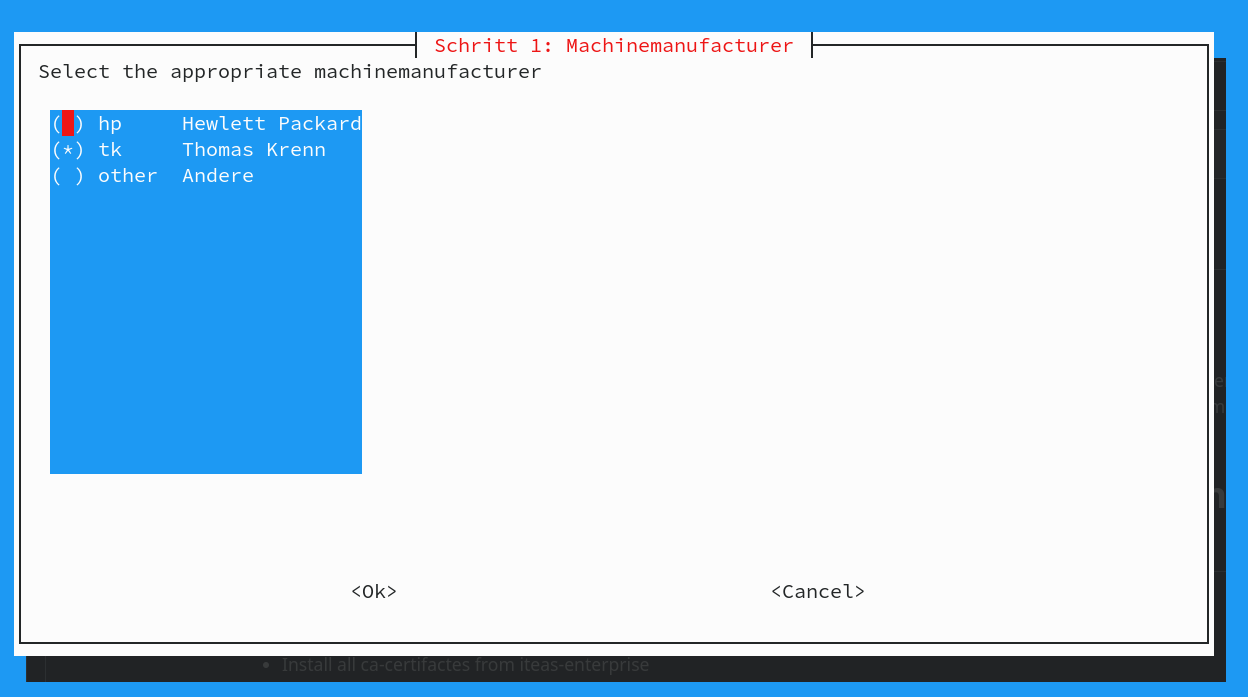 Schritt 1: Machinemanufacturer
Select the appropriate machinemanufacturer
( ) hp Hewlett Packard
(*) tk Thomas Krenn
( ) other Andere
<Ok> <Cancel>
Install all ca-certifactes from iteas-enterprise